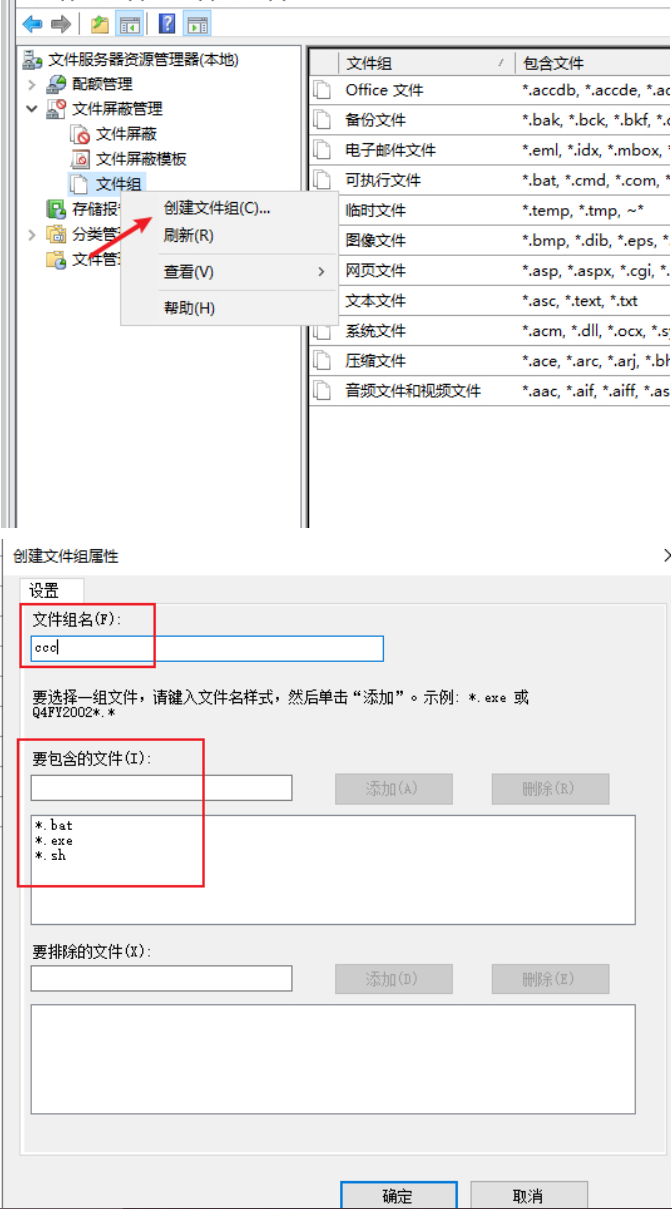 文件服务器资源管理器(本地)
配额管理
文件屏蔽管理
文件屏蔽
文件屏蔽模板
文件组
存储报
分类管
文件管
创建文件组(C)...
刷新(R)
查看(V)
帮助(H)
文件组 包含文件
Office 文件 *.accdb, *.accde, *.ac
备份文件 *.bak, *.bck, *.bkf, *.
电子邮件文件 *.eml, *.idx, *.mbox, *
可执行文件 *.bat, *.cmd, *.com, *
临时文件 *.temp, *.tmp, ~*
图像文件 *.bmp, *.dib, *.eps, *
网页文件 *.asp, *.aspx, *.cgi, *.
文本文件 *.asc, *.text, *.txt
系统文件 *.acm, *.dll, *.ocx, *.s
压缩文件 *.ace, *.arc, *.arj, *.bh
音频文件和视频文件 *.aac, *.aif, *.aiff, *.as
创建文件组属性
设置
文件组名(F):
ccc
要选择一组文件，请键入文件名样式，然后单击“添加”。示例: *.exe 或
Q4FY2002*.*
要包含的文件(I):
添加(A) 删除(R)
*.bat
*.exe
*.sh
要排除的文件(X):
添加(D) 删除(E)
确定 取消